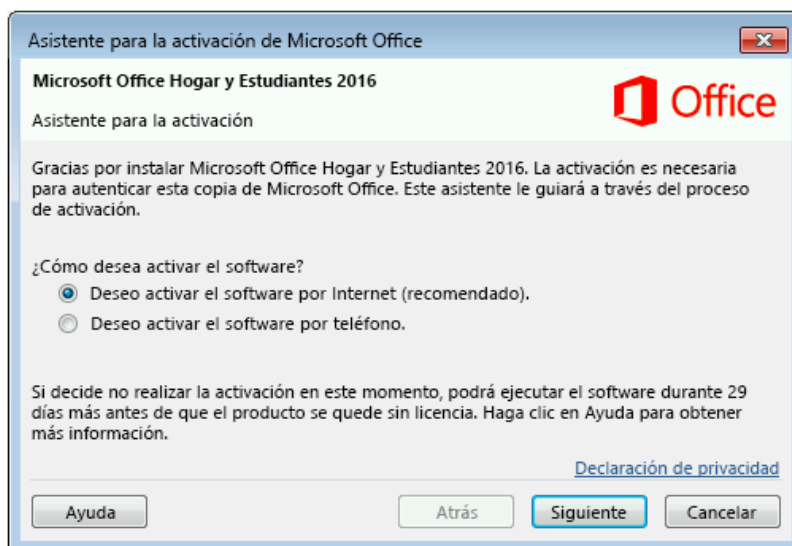 Asistente para la activación de Microsoft Office
Microsoft Office Hogar y Estudiantes 2016
Asistente para la activación
Office
Gracias por instalar Microsoft Office Hogar y Estudiantes 2016. La activación es necesaria
para autenticar esta copia de Microsoft Office. Este asistente le guiará a través del proceso
de activación.
¿Cómo desea activar el software?
Deseo activar el software por Internet (recomendado).
Deseo activar el software por teléfono.
Si decide no realizar la activación en este momento, podrá ejecutar el software durante 29
días más antes de que el producto se quede sin licencia. Haga clic en Ayuda para obtener
más información.
Declaración de privacidad
Ayuda Atrás Siguiente Cancelar